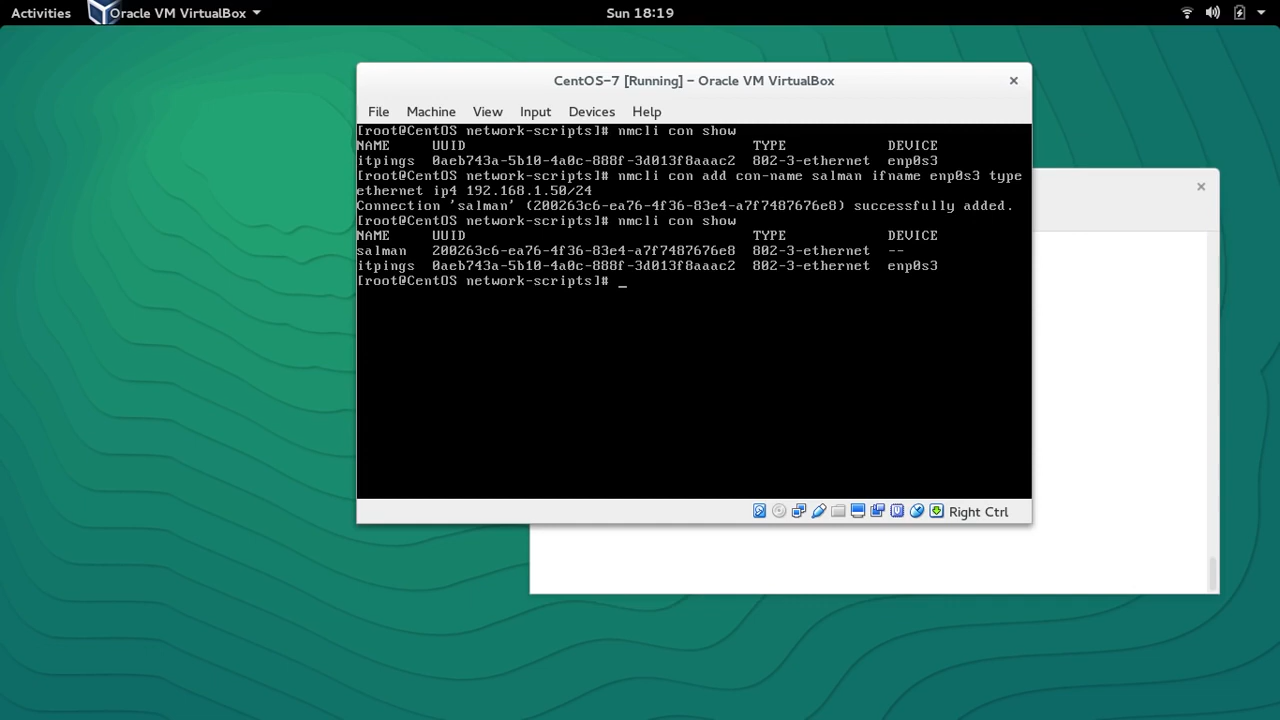 Activities Oracle VM VirtualBox Sun 18:19
CentOS-7 [Running] – Oracle VM VirtualBox
File Machine View Input Devices Help
[root@CentOS network-scripts]# nmcli con show
NAME UUID TYPE DEVICE
itpings 0aeb743a-5b10-4a0c-888f-3d013f8aaac2 802-3-ethernet enp0s3
[root@CentOS network-scripts]# nmcli con add con-name salman ifname enp0s3 type
ethernet ip4 192.168.1.50/24
Connection 'salman' (200263c6-ea76-4f36-83e4-a7f7487676e8) successfully added.
[root@CentOS network-scripts]# nmcli con show
NAME UUID TYPE DEVICE
salman 200263c6-ea76-4f36-83e4-a7f7487676e8 802-3-ethernet --
itpings 0aeb743a-5b10-4a0c-888f-3d013f8aaac2 802-3-ethernet enp0s3
[root@CentOS network-scripts]# _
Right Ctrl